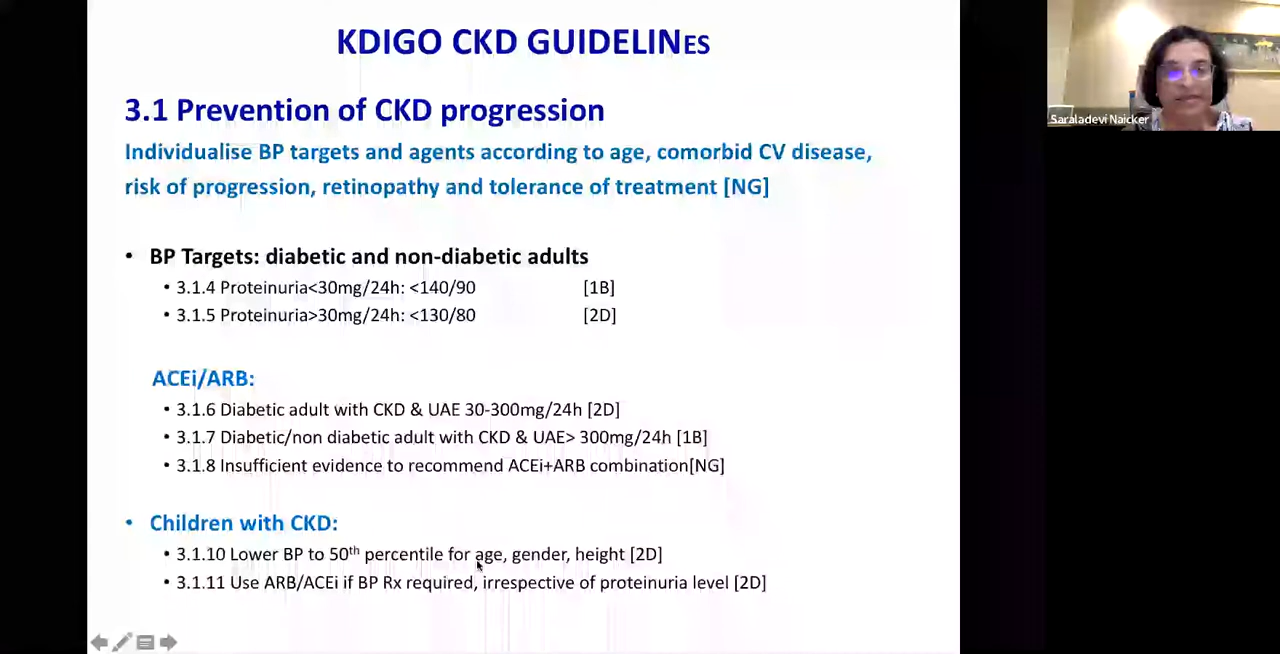 KDIGO CKD GUIDELINES
3.1 Prevention of CKD progression
Individualise BP targets and agents according to age, comorbid CV disease,
risk of progression, retinopathy and tolerance of treatment [NG]
• BP Targets: diabetic and non-diabetic adults
• 3.1.4 Proteinuria<30mg/24h: <140/90 [1B]
• 3.1.5 Proteinuria>30mg/24h: <130/80 [2D]
ACEi/ARB:
• 3.1.6 Diabetic adult with CKD & UAE 30-300mg/24h [2D]
• 3.1.7 Diabetic/non diabetic adult with CKD & UAE> 300mg/24h [1B]
• 3.1.8 Insufficient evidence to recommend ACEi+ARB combination[NG]
• Children with CKD:
• 3.1.10 Lower BP to 50th percentile for age, gender, height [2D]
• 3.1.11 Use ARB/ACEi if BP Rx required, irrespective of proteinuria level [2D]
Saraladevi Naicker